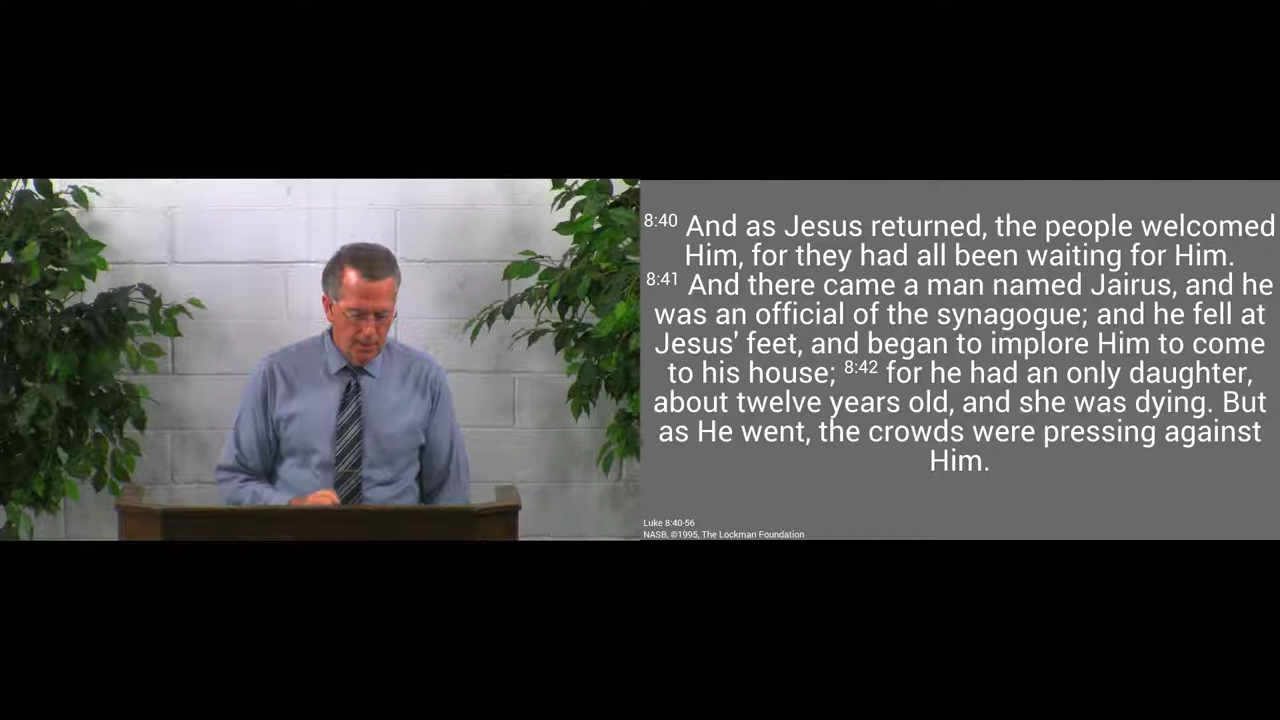 8:40 And as Jesus returned, the people welcomed
Him, for they had all been waiting for Him.
8:41 And there came a man named Jairus, and he
was an official of the synagogue; and he fell at
Jesus' feet, and began to implore Him to come
to his house; 8:42 for he had an only daughter,
about twelve years old, and she was dying. But
as He went, the crowds were pressing against
Him.
Luke 8:40-56
NASB, ©1995, The Lockman Foundation